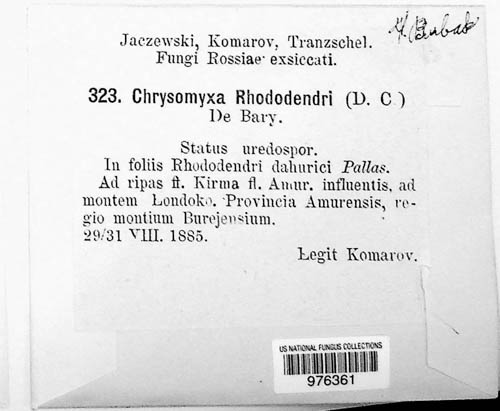 H. Bubak
Jaczewski, Komarov, Tranzschel.
Fungi Rossiae exsiccati.
323. Chrysomyxa Rhododendri (D. C )
De Bary.
Status uredospor.
In foliis Rhododendri dahurici Pallas.
Ad ripas fl. Kirma fl. Amur. influentis, ad
montem Londoko. Provincia Amurensis, re-
gio montium Burejensium.
29/31 VIII. 1885.
Legit Komarov.
US NATIONAL FUNGUS COLLECTIONS
976361